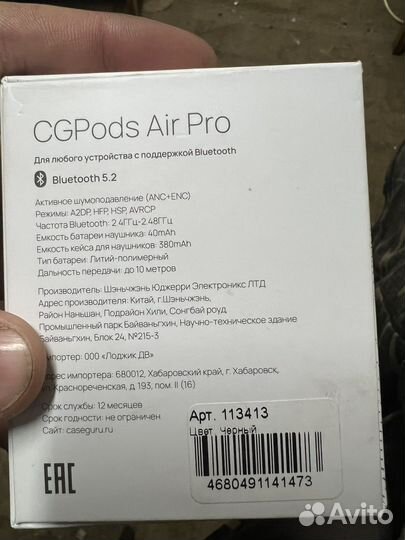 CGPods Air Pro
Для любого устройства с поддержкой Bluetooth
Bluetooth 5.2
Активное шумоподавление (ANC+ENC)
Режимы: A2DP, HFP, HSP, AVRCP
Частота Bluetooth: 2.4ГГц-2.48ГГц
Емкость батареи наушника: 40mAh
Емкость кейса для наушников: 380mAh
Тип батареи: Литий-полимерный
Дальность передачи: до 10 метров
Производитель: Шэньчжэнь Юджерри Электроникс ЛТД
Адрес производителя: Китай, г.Шэньчжэнь,
Район Наньшан, Подрайон Хили, Сонгбай роуд
Промышленный парк Байваньгхин, Научно-техническое здание
Байваньгхин, блок 24, №215-3
Импортер: ООО «Лоджик ДВ»
Адрес импортера: 680012, Хабаровский край, г. Хабаровск,
ул. Краснореченская, д. 193, пом. II (16)
Срок службы: 12 месяцев
Срок годности: не ограничен
Сайт: caseguru.ru
Арт. 113413
Цвет Черный
4680491141473
EAC
Avito